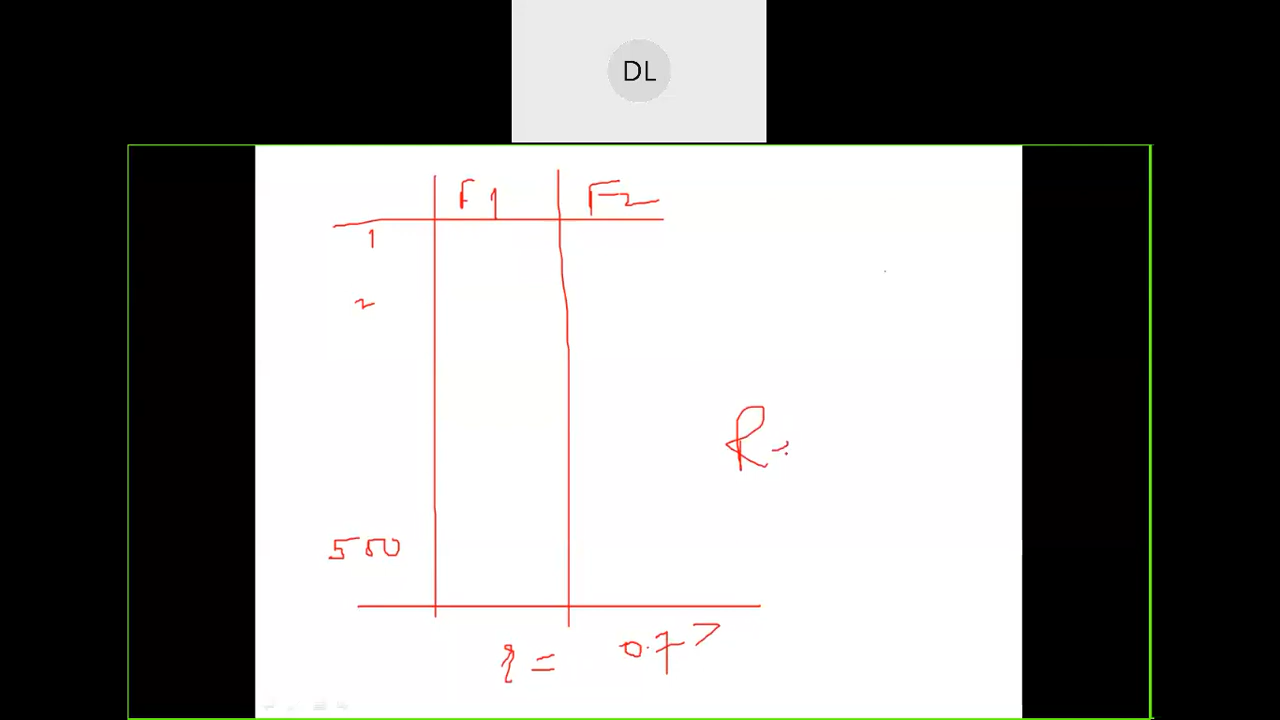 DL
F1 F2
1
2
500
R =
r = 0.77